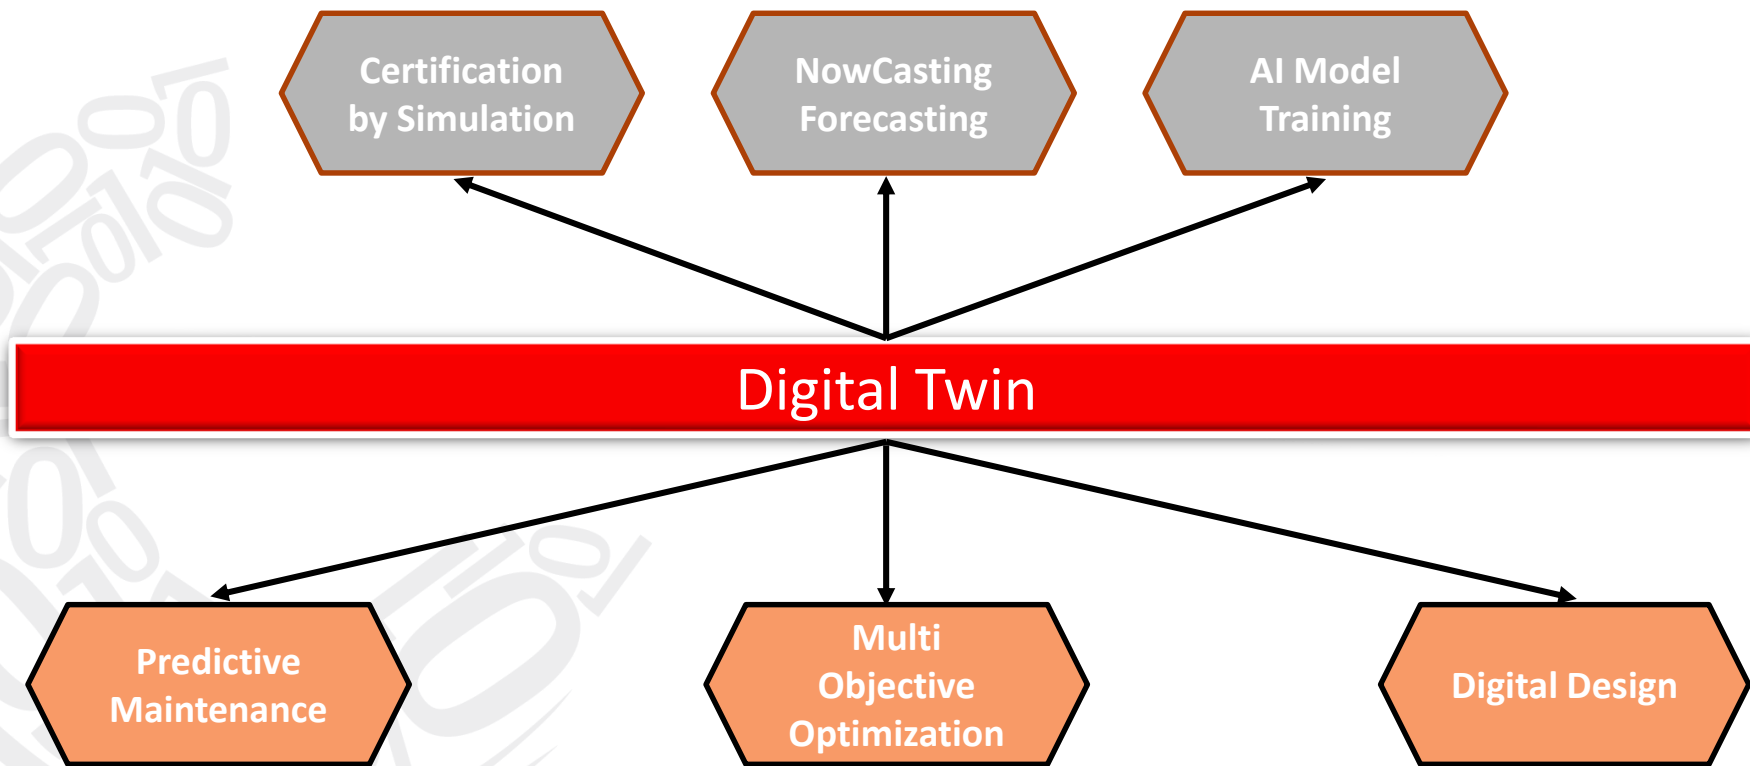 Certification
by Simulation
NowCasting
Forecasting
AI Model
Training
Digital Twin
Predictive
Maintenance
Multi
Objective
Optimization
Digital Design